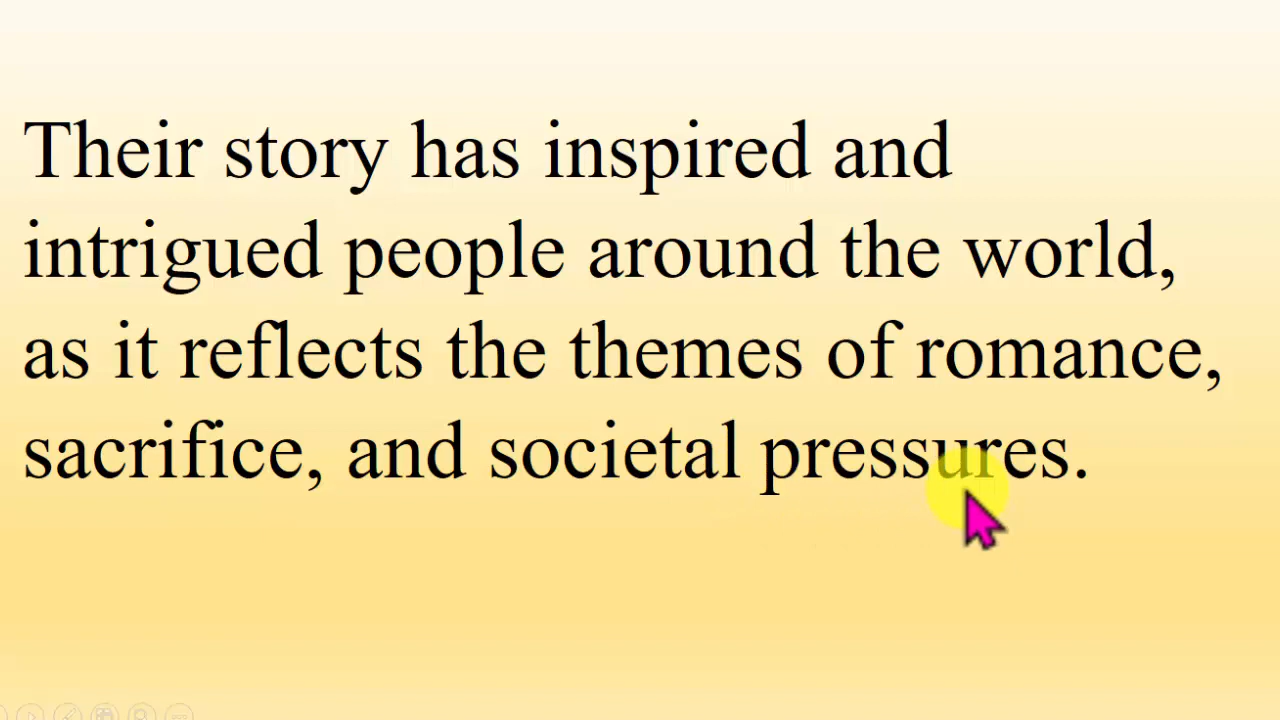 Their story has inspired and
intrigued people around the world,
as it reflects the themes of romance,
sacrifice, and societal pressures.